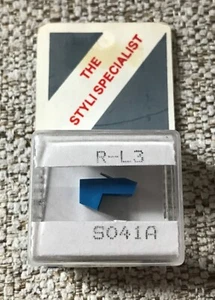 THE
STYLI SPECIALIST
R-L3
S041A